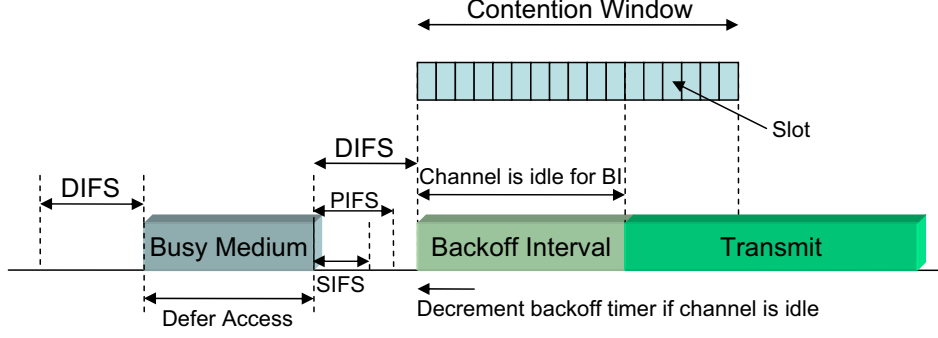 Contention Window
Slot
DIFS
Channel is idle for BI
DIFS
PIFS
Busy Medium
Backoff Interval
Transmit
SIFS
Decrement backoff timer if channel is idle
Defer Access